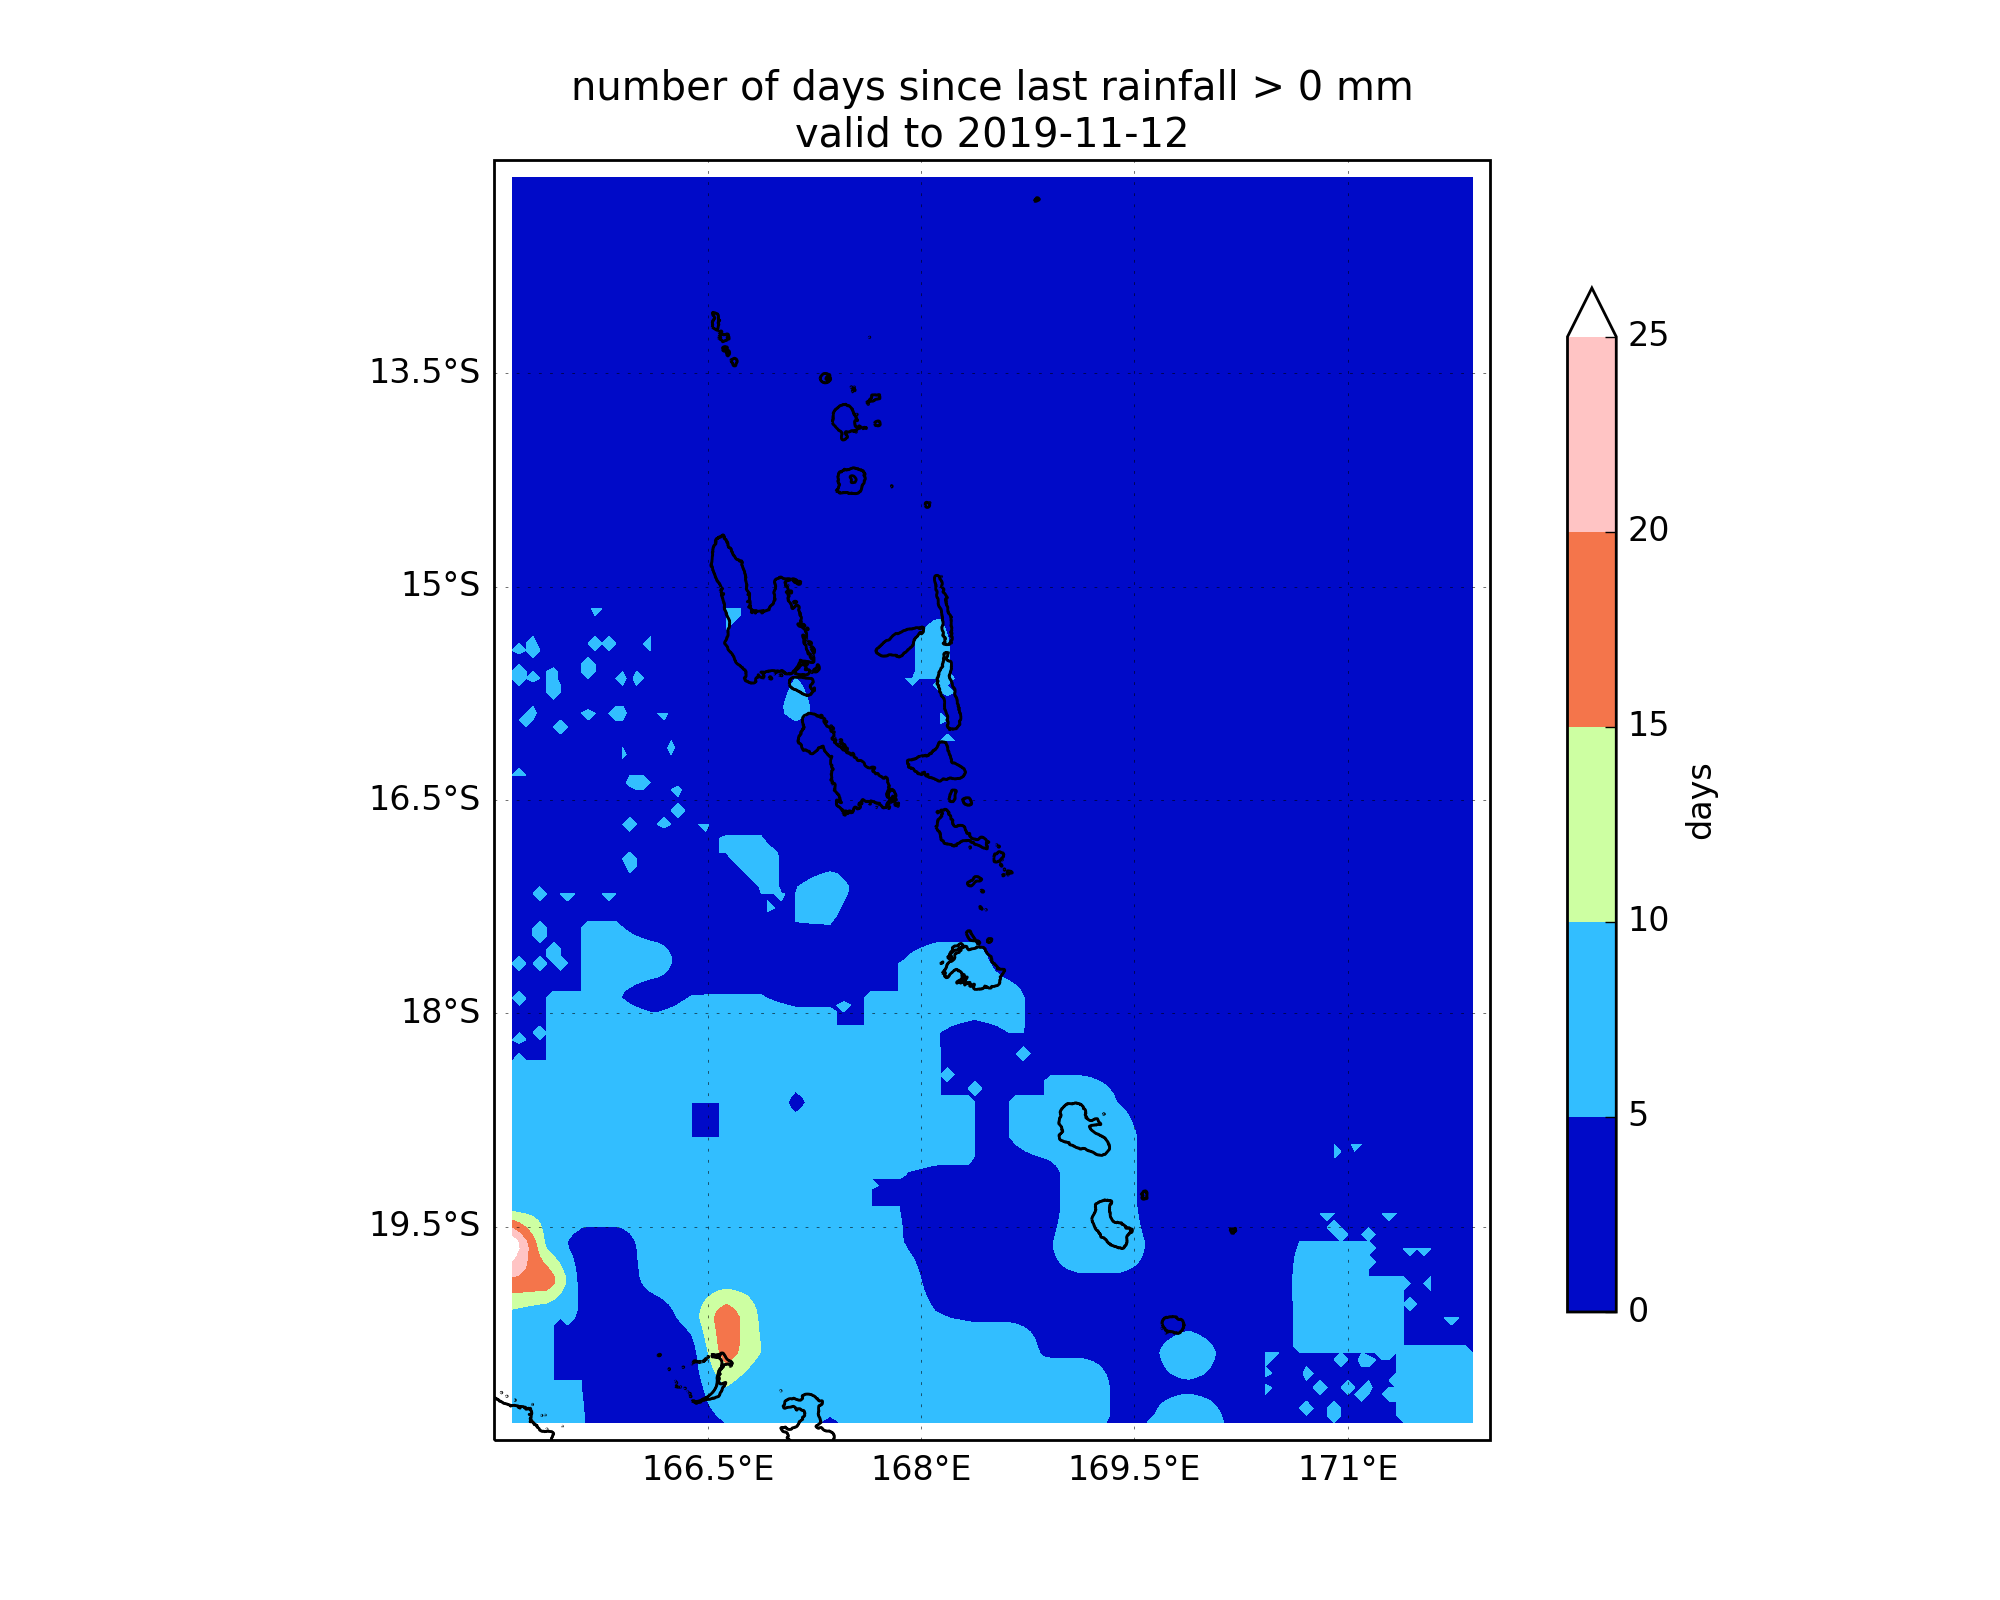 number of days since last rainfall > 0 mm
valid to 2019-11-12
13.5°S
15°S
16.5°S
18°S
19.5°S
166.5°E
168°E
169.5°E
171°E
25
20
15
10
5
0
days